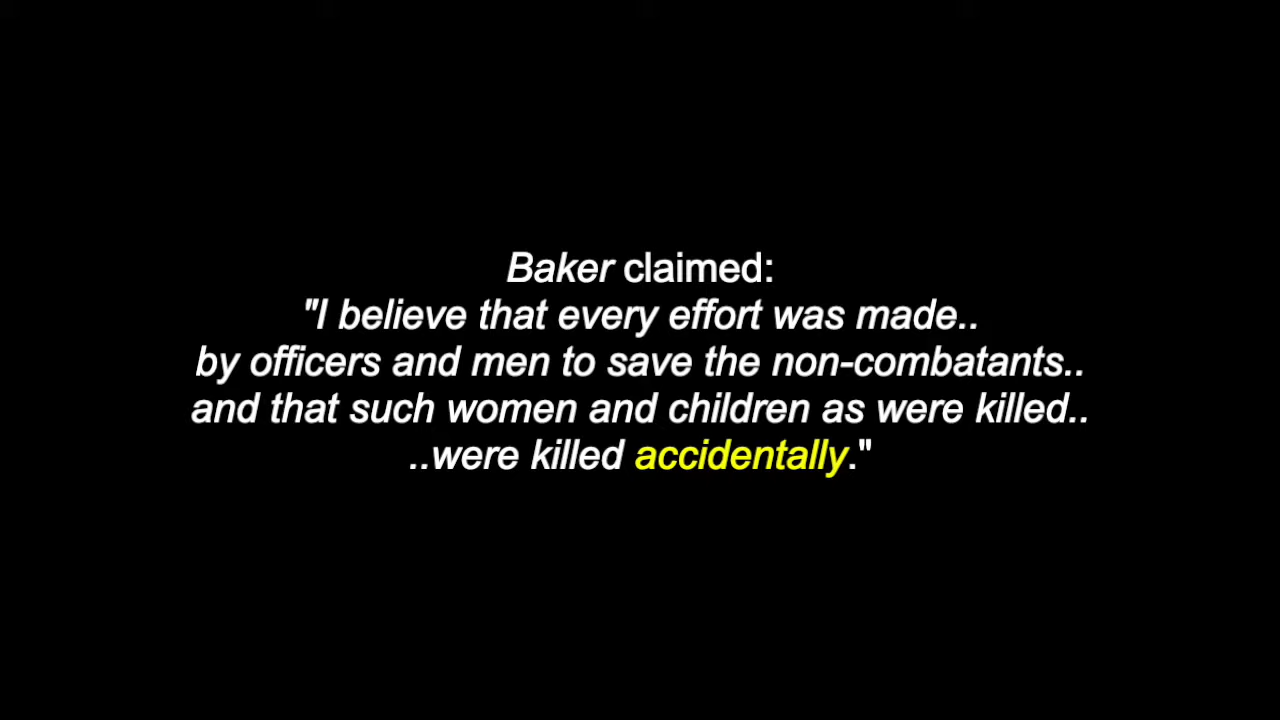 Baker claimed:
"I believe that every effort was made..
by officers and men to save the non-combatants..
and that such women and children as were killed..
..were killed accidentally."